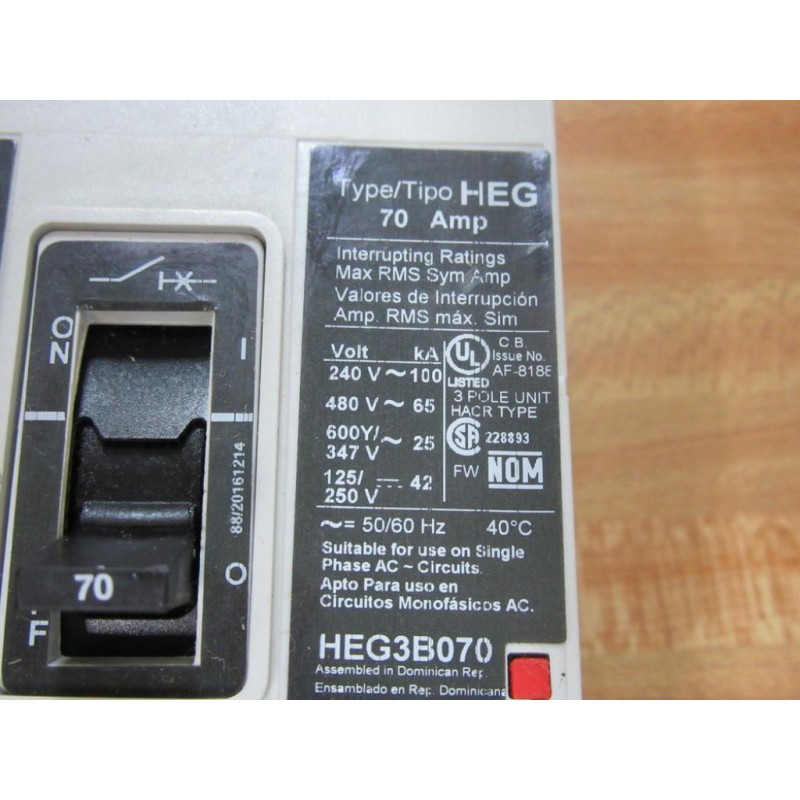 Type/Tipo HEG
70 Amp
Interrupting Ratings
Max RMS Sym Amp
Valores de Interrupción
Amp. RMS máx. Sim
Volt kA
240 V ~ 100
480 V ~ 65
600Y/
347 V ~ 25
125/
250 V 42
UL
LISTED
C.B.
Issue No.
AF-8188
3 POLE UNIT
HACR TYPE
SA 228893
FW NOM
~= 50/60 Hz 40°C
Suitable for use on Single
Phase AC ~ Circuits.
Apto Para uso en
Circuitos Monofásicos AC.
HEG3B070
Assembled in Dominican Rep.
Ensamblado en Rep. Dominicana
ON
I
88/20161214
O
70
F